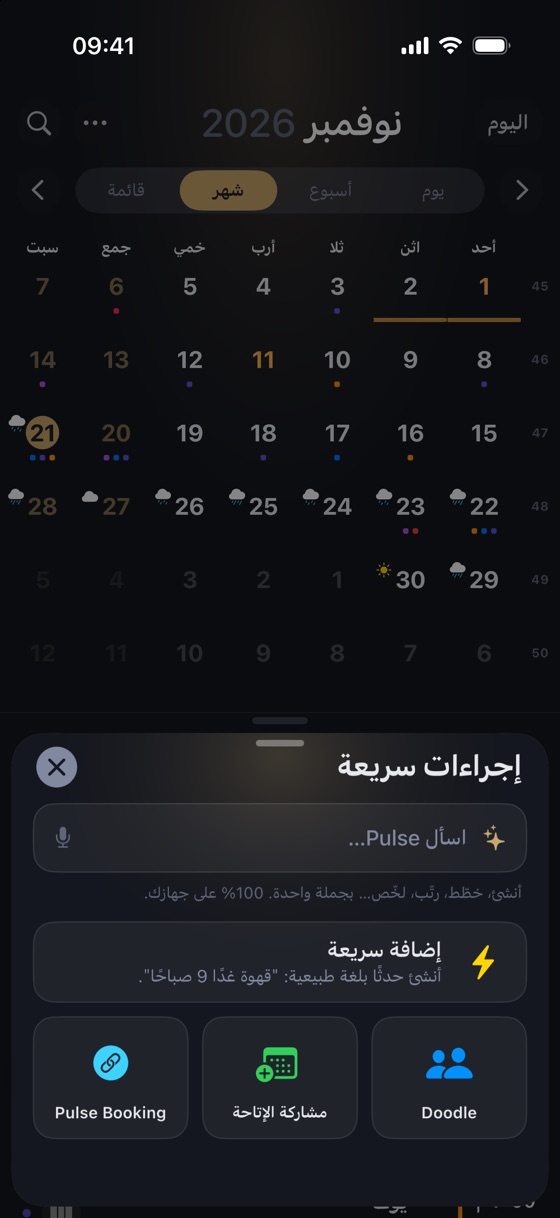 09:41
اليوم
نوفمبر 2026
يوم
أسبوع
شهر
قائمة
أحد اثن ثلا أرب خمي جمع سبت
45 1 2 3 4 5 6 7
46 8 9 10 11 12 13 14
47 15 16 17 18 19 20 21
48 22 23 24 25 26 27 28
49 29 30 1 2 3 4 5
50 6 7 8 9 10 11 12
إجراءات سريعة
اسأل Pulse...
أنشئ، خطّط، رتّب، لخّص... بجملة واحدة. 100% على جهازك.
إضافة سريعة
أنشئ حدثًا بلغة طبيعية: "قهوة غدًا 9 صباحًا".
Doodle
مشاركة الإتاحة
Pulse Booking